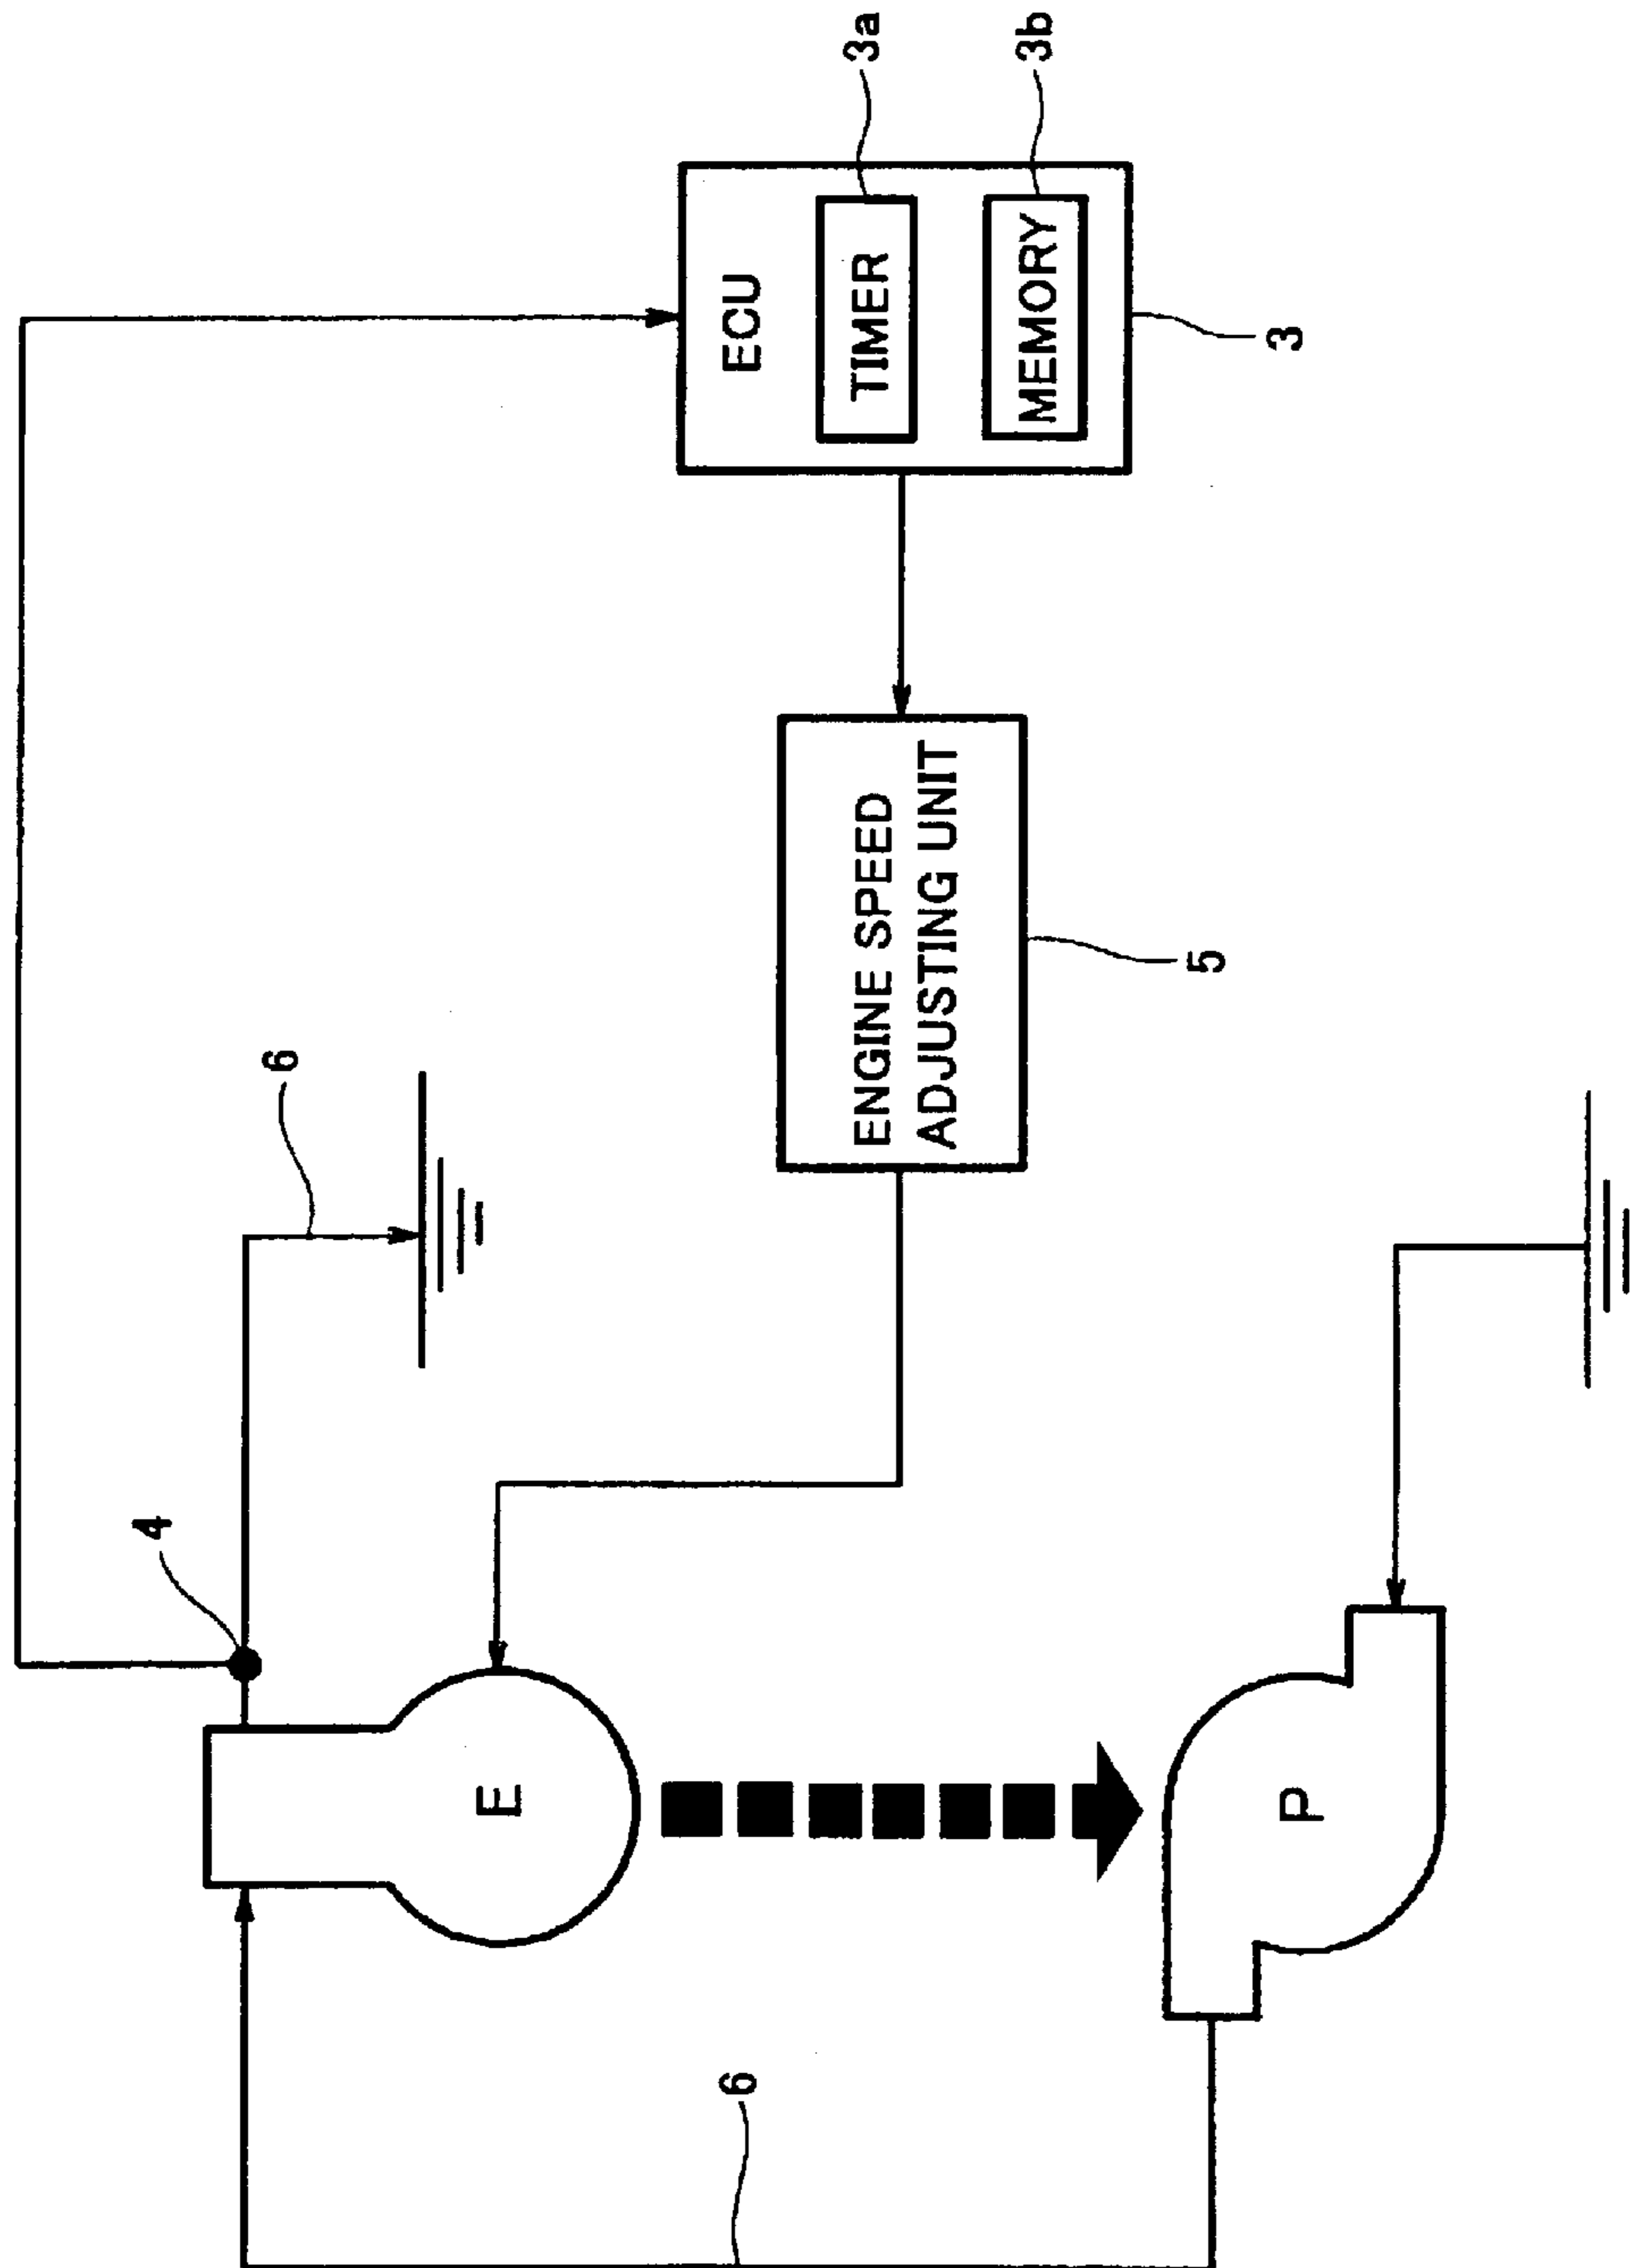 4
6
E
6
ECU
ENGINE SPEED
ADJUSTING UNIT
TIMER
3a
MEMORY
3b
5
P
3